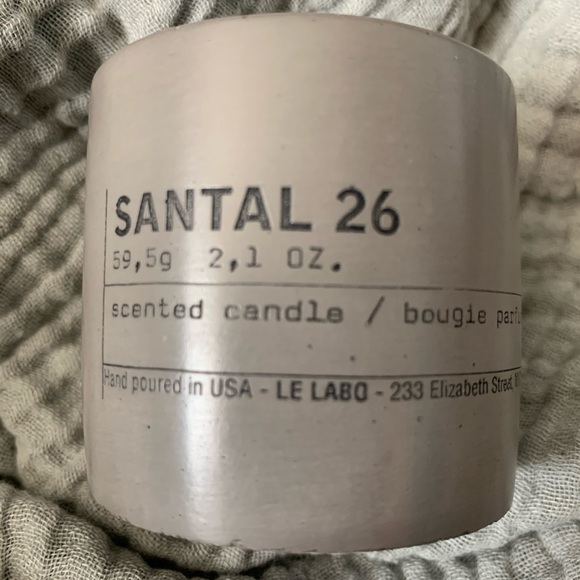 SANTAL 26
59,5g 2,1 OZ.
scented candle / bougie
Hand poured in USA - LE LABO - 233 Elizabeth Street,